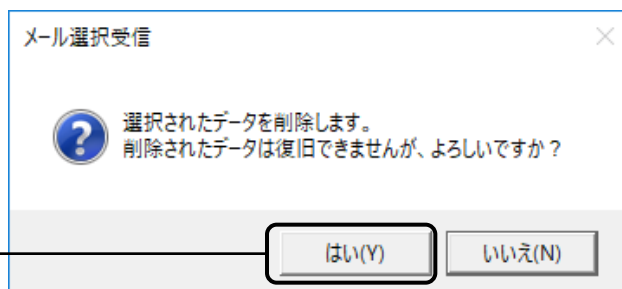 メール選択受信
選択されたデータを削除します。
削除されたデータは復旧できませんが、よろしいですか？
はい(Y)
いいえ(N)